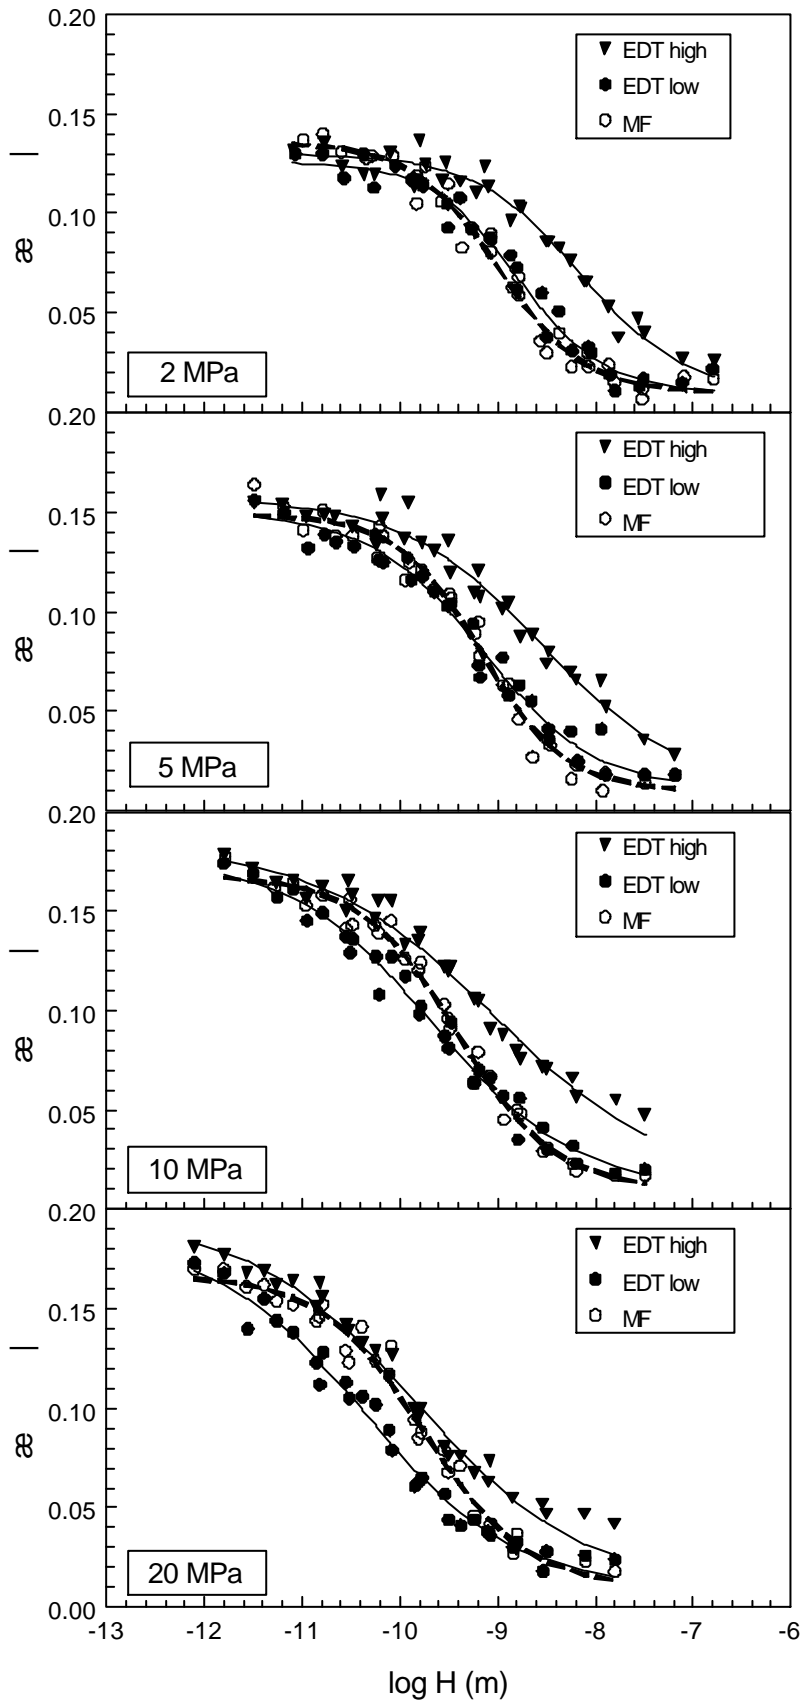 0.20
0.15
0.10
0.05
æ |
EDT high
EDT low
MF
2 MPa
0.20
0.15
0.10
0.05
æ |
EDT high
EDT low
MF
5 MPa
0.20
0.15
0.10
0.05
æ |
EDT high
EDT low
MF
10 MPa
0.20
0.15
0.10
0.05
0.00
æ |
EDT high
EDT low
MF
20 MPa
-13 -12 -11 -10 -9 -8 -7 -6
log H (m)